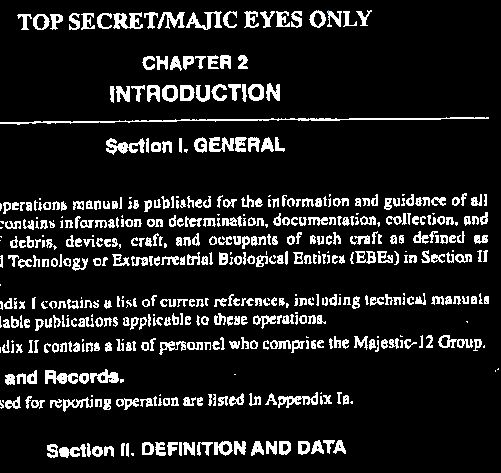 TOP SECRET/MAJIC EYES ONLY
CHAPTER 2
INTRODUCTION
Section I. GENERAL
operations manual is published for the information and guidance of all
contains information on determination, documentation, collection, and
debris, devices, craft, and occupants of such craft as defined as
Technology or Extraterrestrial Biological Entities (EBEs) in Section II
ndix I contains a list of current references, including technical manuals
lable publications applicable to these operations.
dix II contains a list of personnel who comprise the Majestic-12 Group.
and Records.
sed for reporting operation are listed in Appendix Ia.
Section II. DEFINITION AND DATA